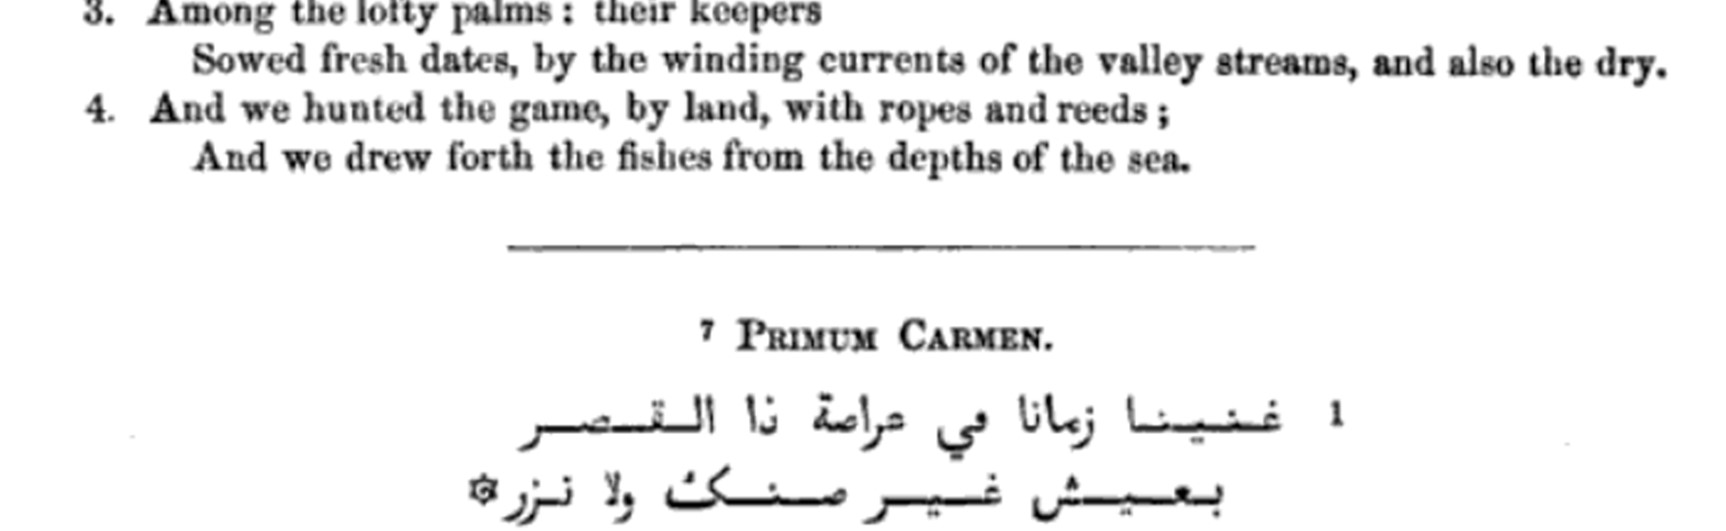 3. Among the lofty palms: their keepers
Sowed fresh dates, by the winding currents of the valley streams, and also the dry.
4. And we hunted the game, by land, with ropes and reeds;
And we drew forth the fishes from the depths of the sea.
7 PRIMUM CARMEN.
1 غنينا زمانا في عراصة ذا القصر
بعيش غير صنك ولا نزر ۞